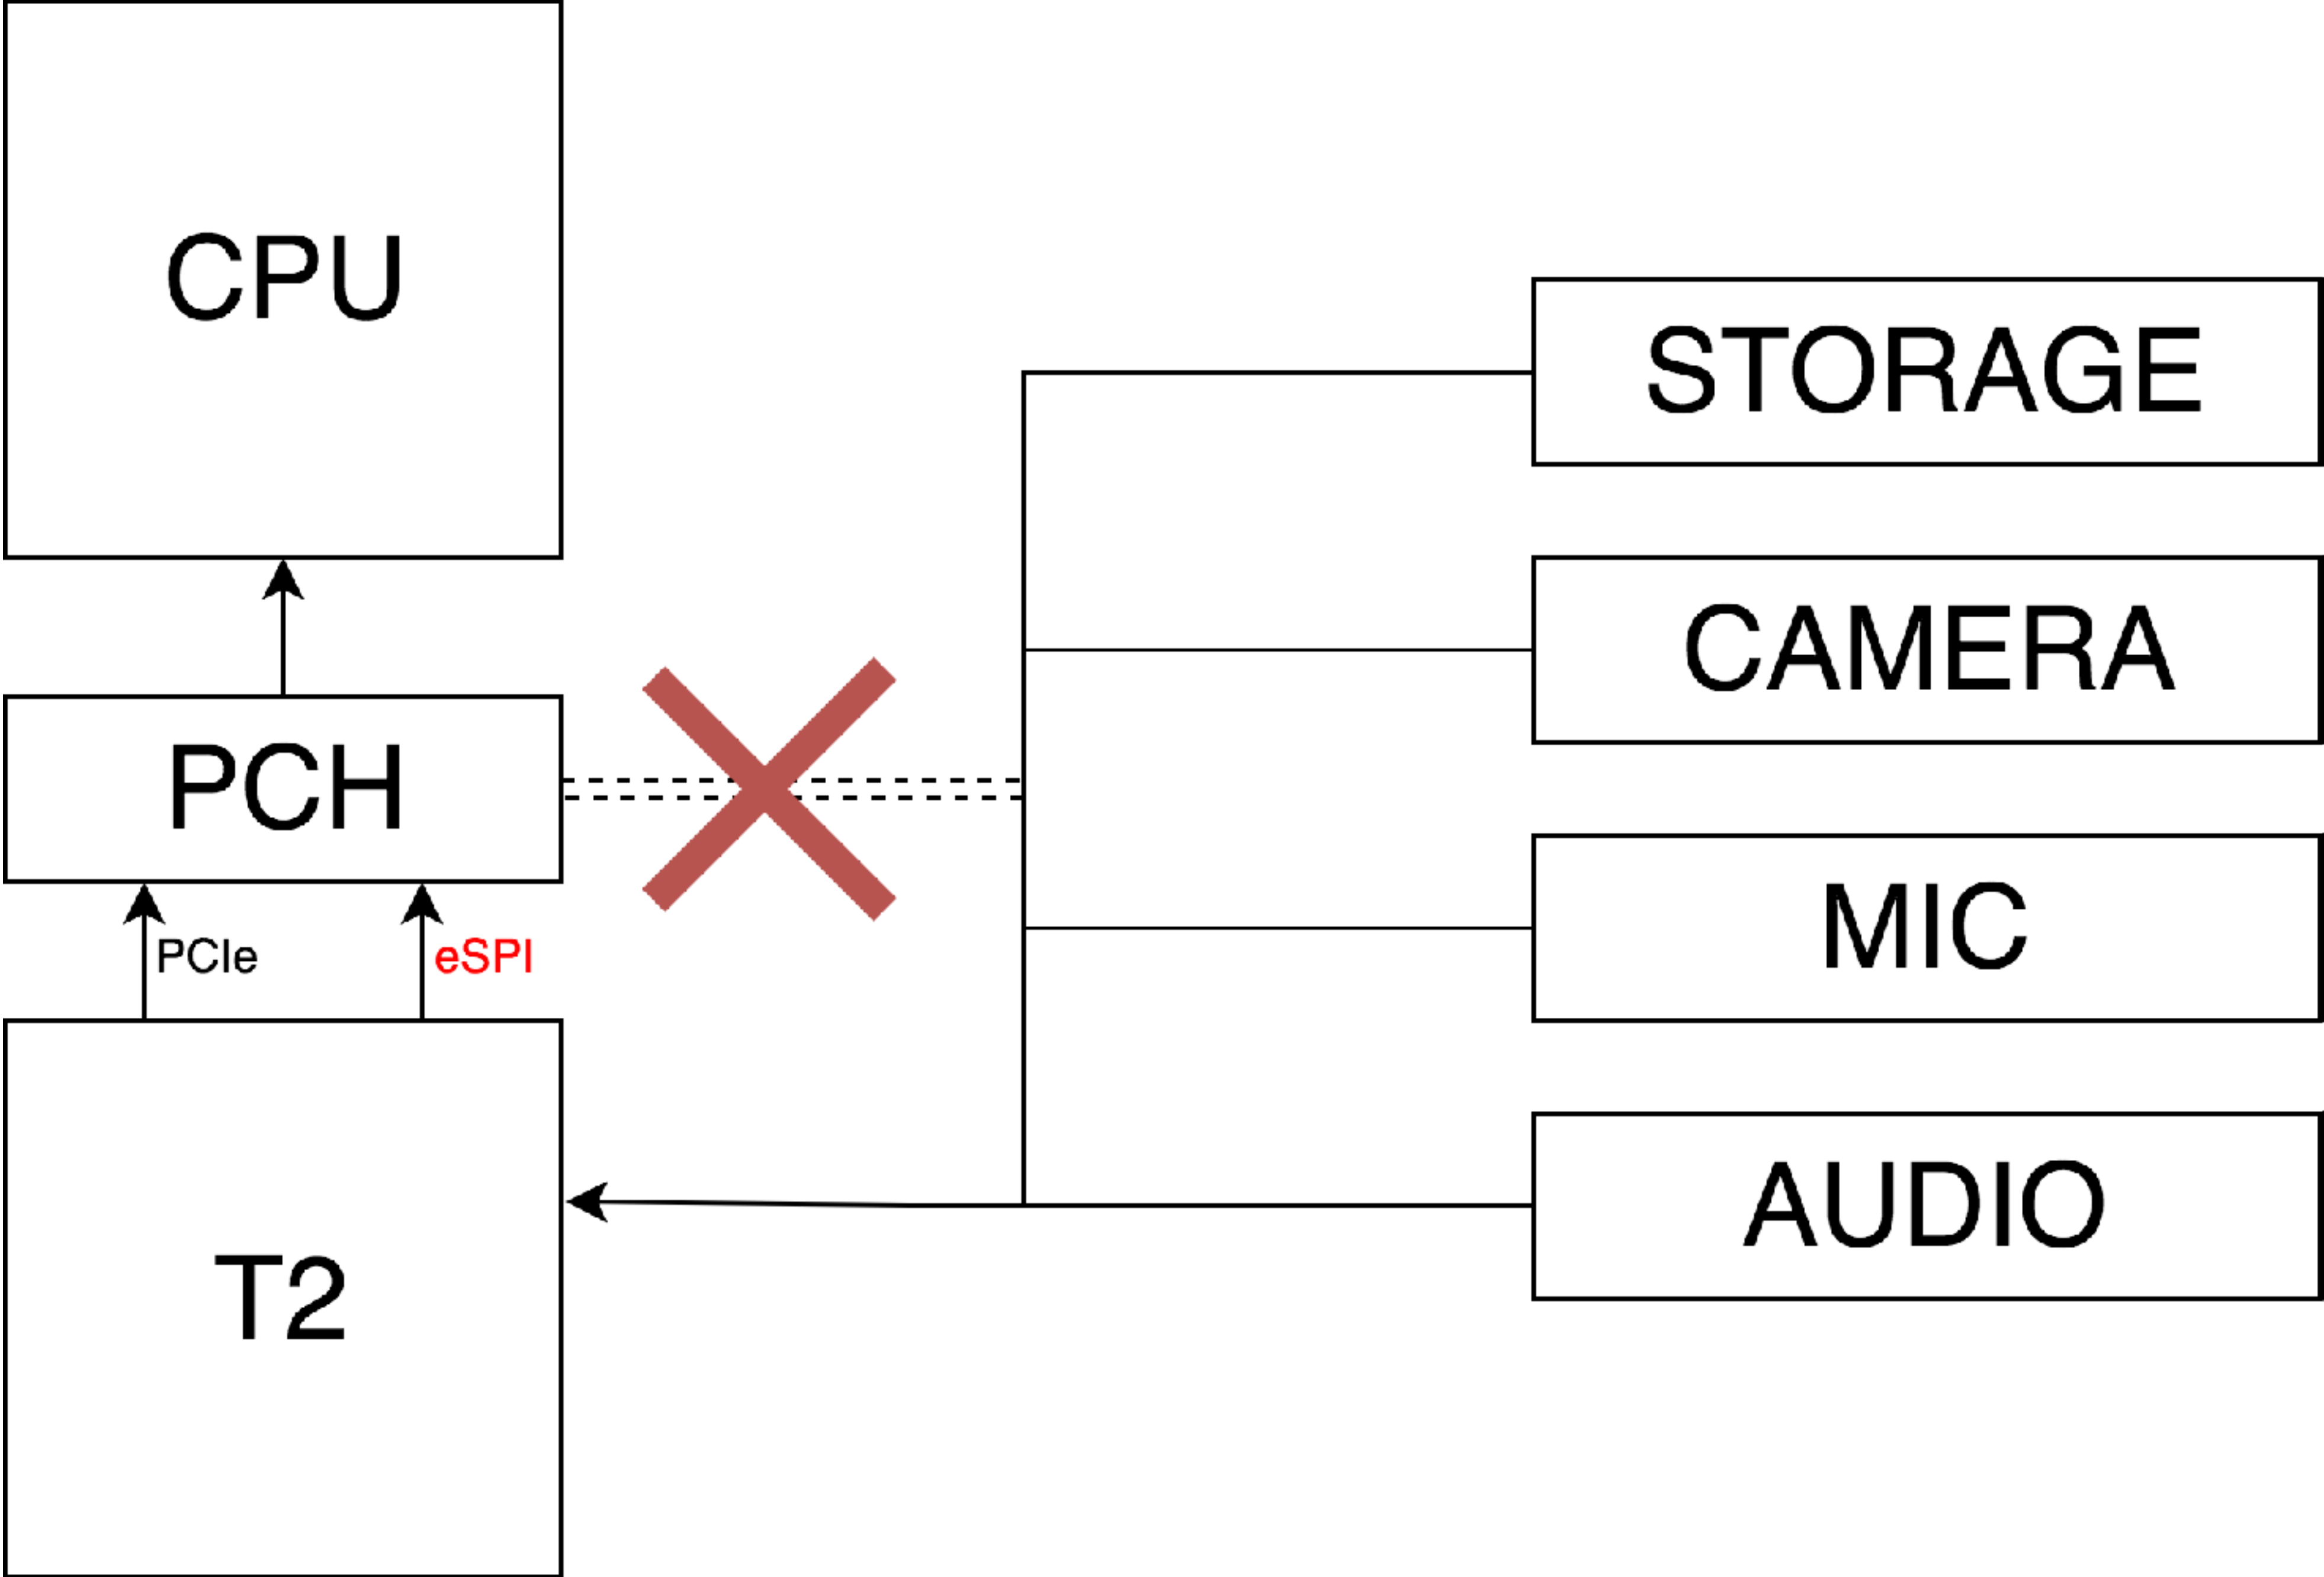 CPU
STORAGE
CAMERA
PCH
MIC
PCIe
eSPI
AUDIO
T2